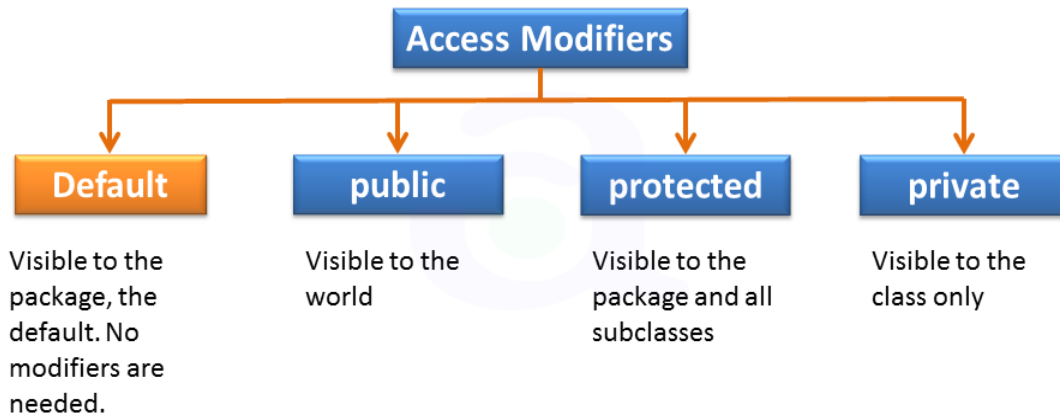 Access Modifiers
Default
public
protected
private
Visible to the
package, the
default. No
modifiers are
needed.
Visible to the
world
Visible to the
package and all
subclasses
Visible to the
class only